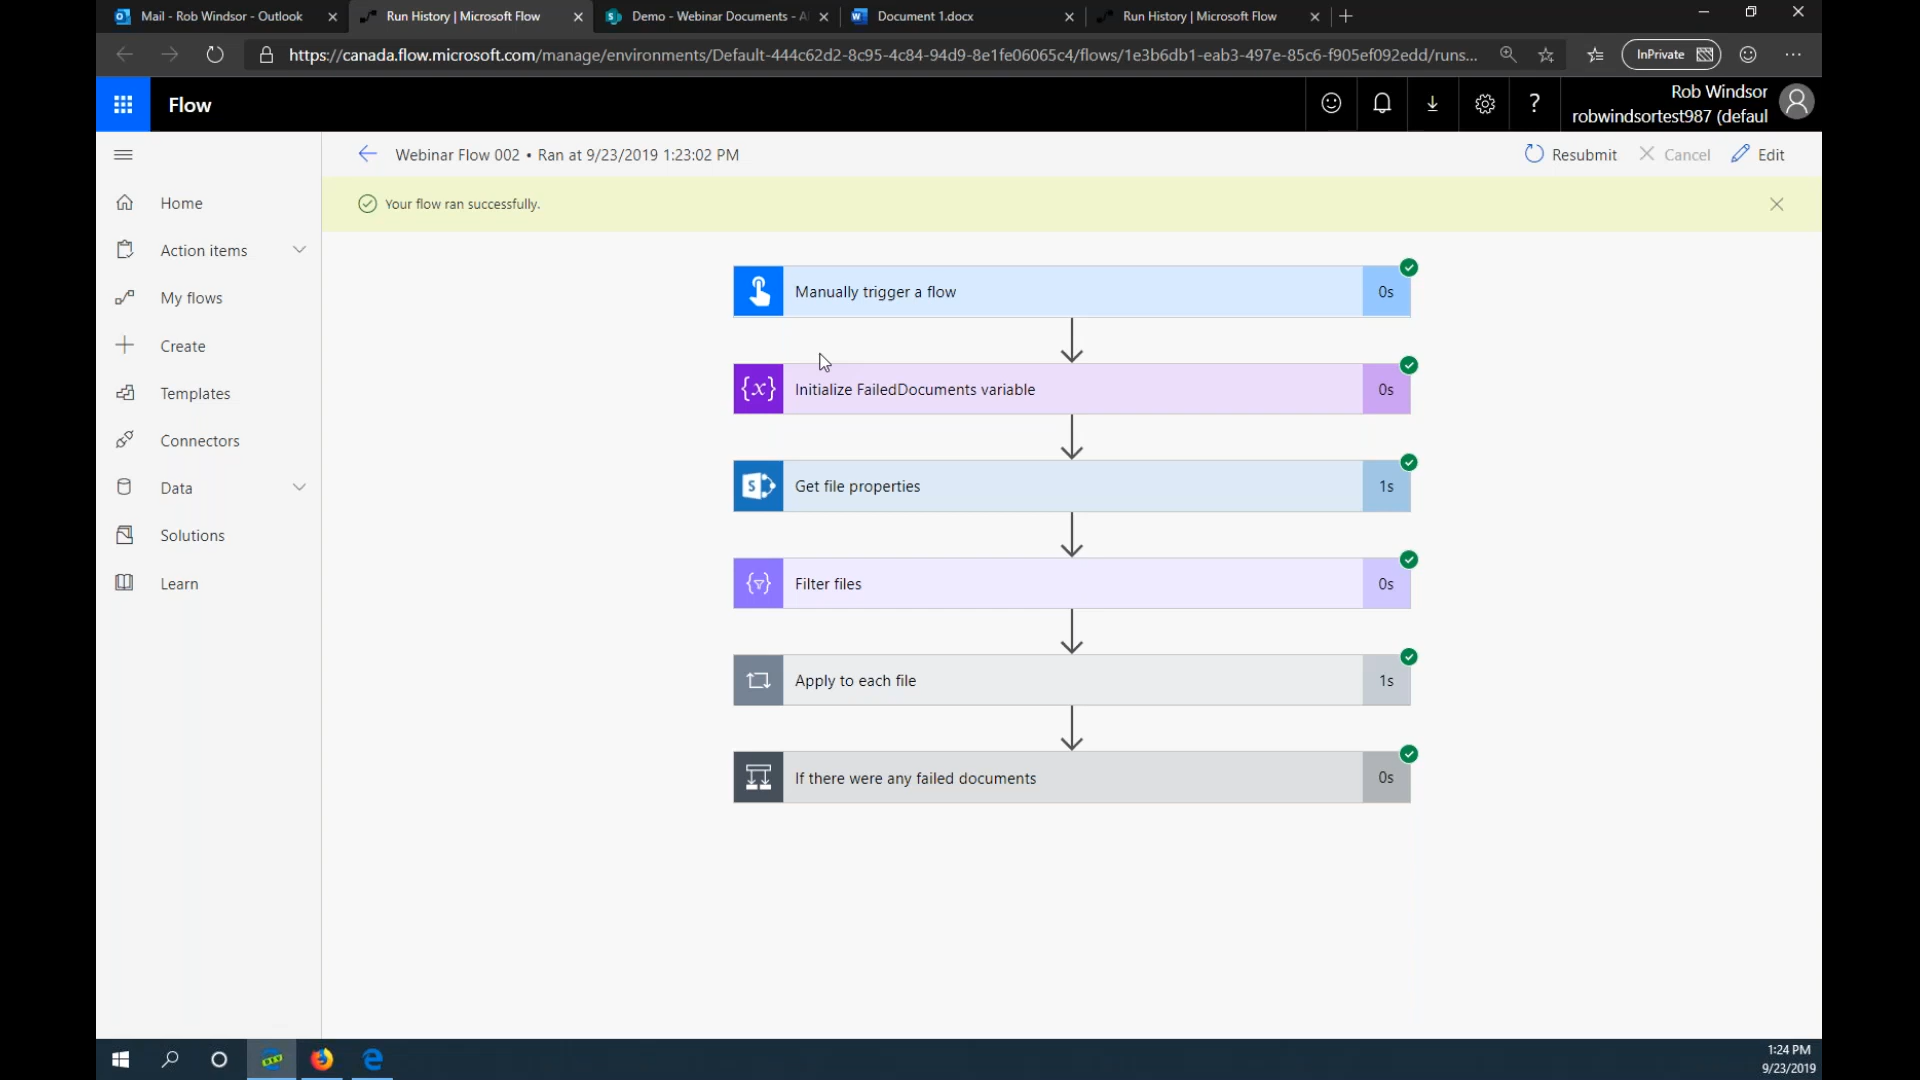 Mail - Rob Windsor - Outlook
Run History | Microsoft Flow
Demo - Webinar Documents - A
Document 1.docx
Run History | Microsoft Flow
https://canada.flow.microsoft.com/manage/environments/Default-444c62d2-8c95-4c84-94d9-8e1fe06065c4/flows/1e3b6db1-eab3-497e-85c6-f905ef092edd/runs...
InPrivate
Flow
?
Rob Windsor
robwindsortest987 (defaul
Webinar Flow 002 • Ran at 9/23/2019 1:23:02 PM
Resubmit
Cancel
Edit
Your flow ran successfully.
Home
Action items
My flows
Create
Templates
Connectors
Data
Solutions
Learn
Manually trigger a flow
0s
{x}
Initialize FailedDocuments variable
0s
S
Get file properties
1s
Filter files
0s
Apply to each file
1s
If there were any failed documents
0s
1:24 PM
9/23/2019